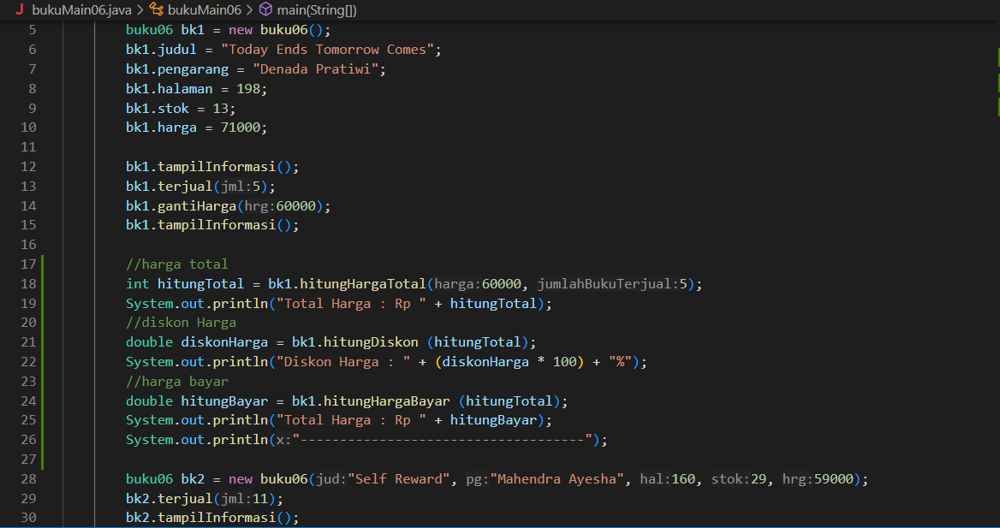 bukuMain06.java > bukuMain06 > main(String[])
5 buku06 bk1 = new buku06();
6 bk1.judul = "Today Ends Tomorrow Comes";
7 bk1.pengarang = "Denada Pratiwi";
8 bk1.halaman = 198;
9 bk1.stok = 13;
10 bk1.harga = 71000;
11
12 bk1.tampilInformasi();
13 bk1.terjual(jml:5);
14 bk1.gantiHarga(hrg:60000);
15 bk1.tampilInformasi();
16
17 //harga total
18 int hitungTotal = bk1.hitungHargaTotal(harga:60000, jumlahBukuTerjual:5);
19 System.out.println("Total Harga : Rp " + hitungTotal);
20 //diskon Harga
21 double diskonHarga = bk1.hitungDiskon (hitungTotal);
22 System.out.println("Diskon Harga : " + (diskonHarga * 100) + "%");
23 //harga bayar
24 double hitungBayar = bk1.hitungHargaBayar (hitungTotal);
25 System.out.println("Total Harga : Rp " + hitungBayar);
26 System.out.println(x:"------------------------------------");
27
28 buku06 bk2 = new buku06(jud:"Self Reward", pg:"Mahendra Ayesha", hal:160, stok:29, hrg:59000);
29 bk2.terjual(jml:11);
30 bk2.tampilInformasi();